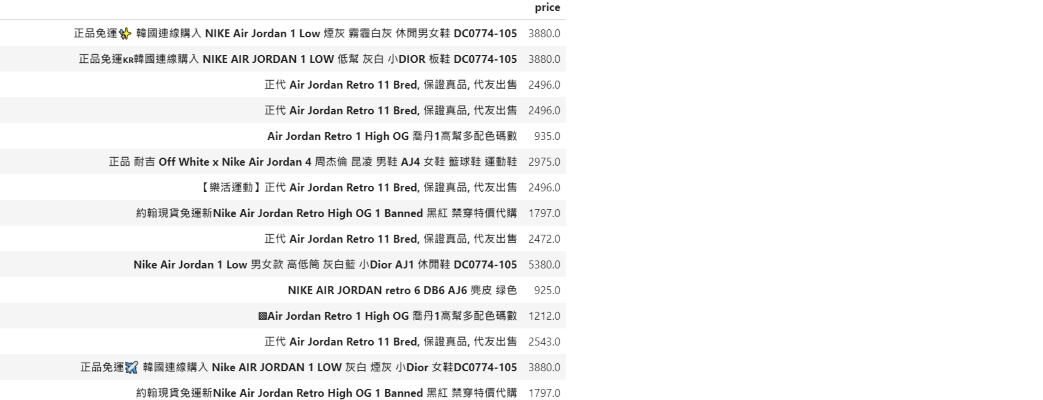 price
正品免運✨ 韓國連線購入 NIKE Air Jordan 1 Low 煙灰 霧霾白灰 休閒男女鞋 DC0774-105 3880.0
正品免運🇰🇷韓國連線購入 NIKE AIR JORDAN 1 LOW 低幫 灰白 小DIOR 板鞋 DC0774-105 3880.0
正代 Air Jordan Retro 11 Bred, 保證真品, 代友出售 2496.0
正代 Air Jordan Retro 11 Bred, 保證真品, 代友出售 2496.0
Air Jordan Retro 1 High OG 喬丹1高幫多配色碼數 935.0
正品 耐吉 Off White x Nike Air Jordan 4 周杰倫 昆凌 男鞋 AJ4 女鞋 籃球鞋 運動鞋 2975.0
【樂活運動】正代 Air Jordan Retro 11 Bred, 保證真品, 代友出售 2496.0
約翰現貨免運新Nike Air Jordan Retro High OG 1 Banned 黑紅 禁穿特價代購 1797.0
正代 Air Jordan Retro 11 Bred, 保證真品, 代友出售 2472.0
Nike Air Jordan 1 Low 男女款 高低筒 灰白藍 小Dior AJ1 休閒鞋 DC0774-105 5380.0
NIKE AIR JORDAN retro 6 DB6 AJ6 麂皮 绿色 925.0
▨Air Jordan Retro 1 High OG 喬丹1高幫多配色碼數 1212.0
正代 Air Jordan Retro 11 Bred, 保證真品, 代友出售 2543.0
正品免運✈️ 韓國連線購入 Nike AIR JORDAN 1 LOW 灰白 煙灰 小Dior 女鞋DC0774-105 3880.0
約翰現貨免運新Nike Air Jordan Retro High OG 1 Banned 黑紅 禁穿特價代購 1797.0